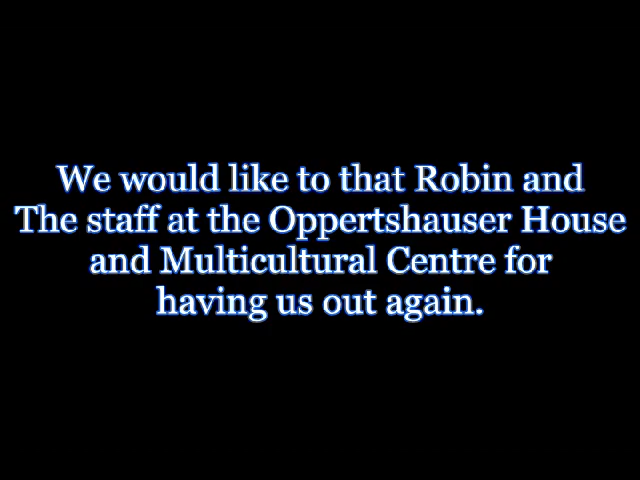 We would like to that Robin and
The staff at the Oppertshauser House
and Multicultural Centre for
having us out again.